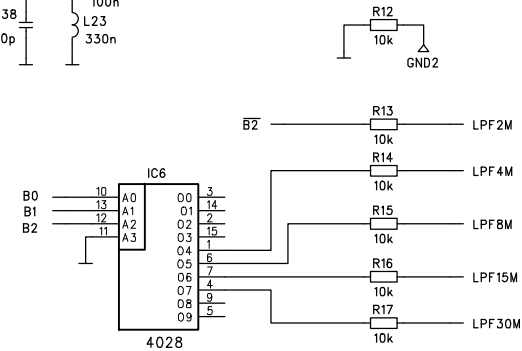 100n
38
L23
0p
330n
R12
10k
GND2
B2
R13
10k
LPF2M
R14
10k
LPF4M
R15
10k
LPF8M
R16
10k
LPF15M
R17
10k
LPF30M
IC6
B0 10 A0 O0 3
B1 13 A1 O1 14
B2 12 A2 O2 2
11 A3 O3 15
O4 1
O5 6
O6 7
O7 4
O8 9
O9 5
4028